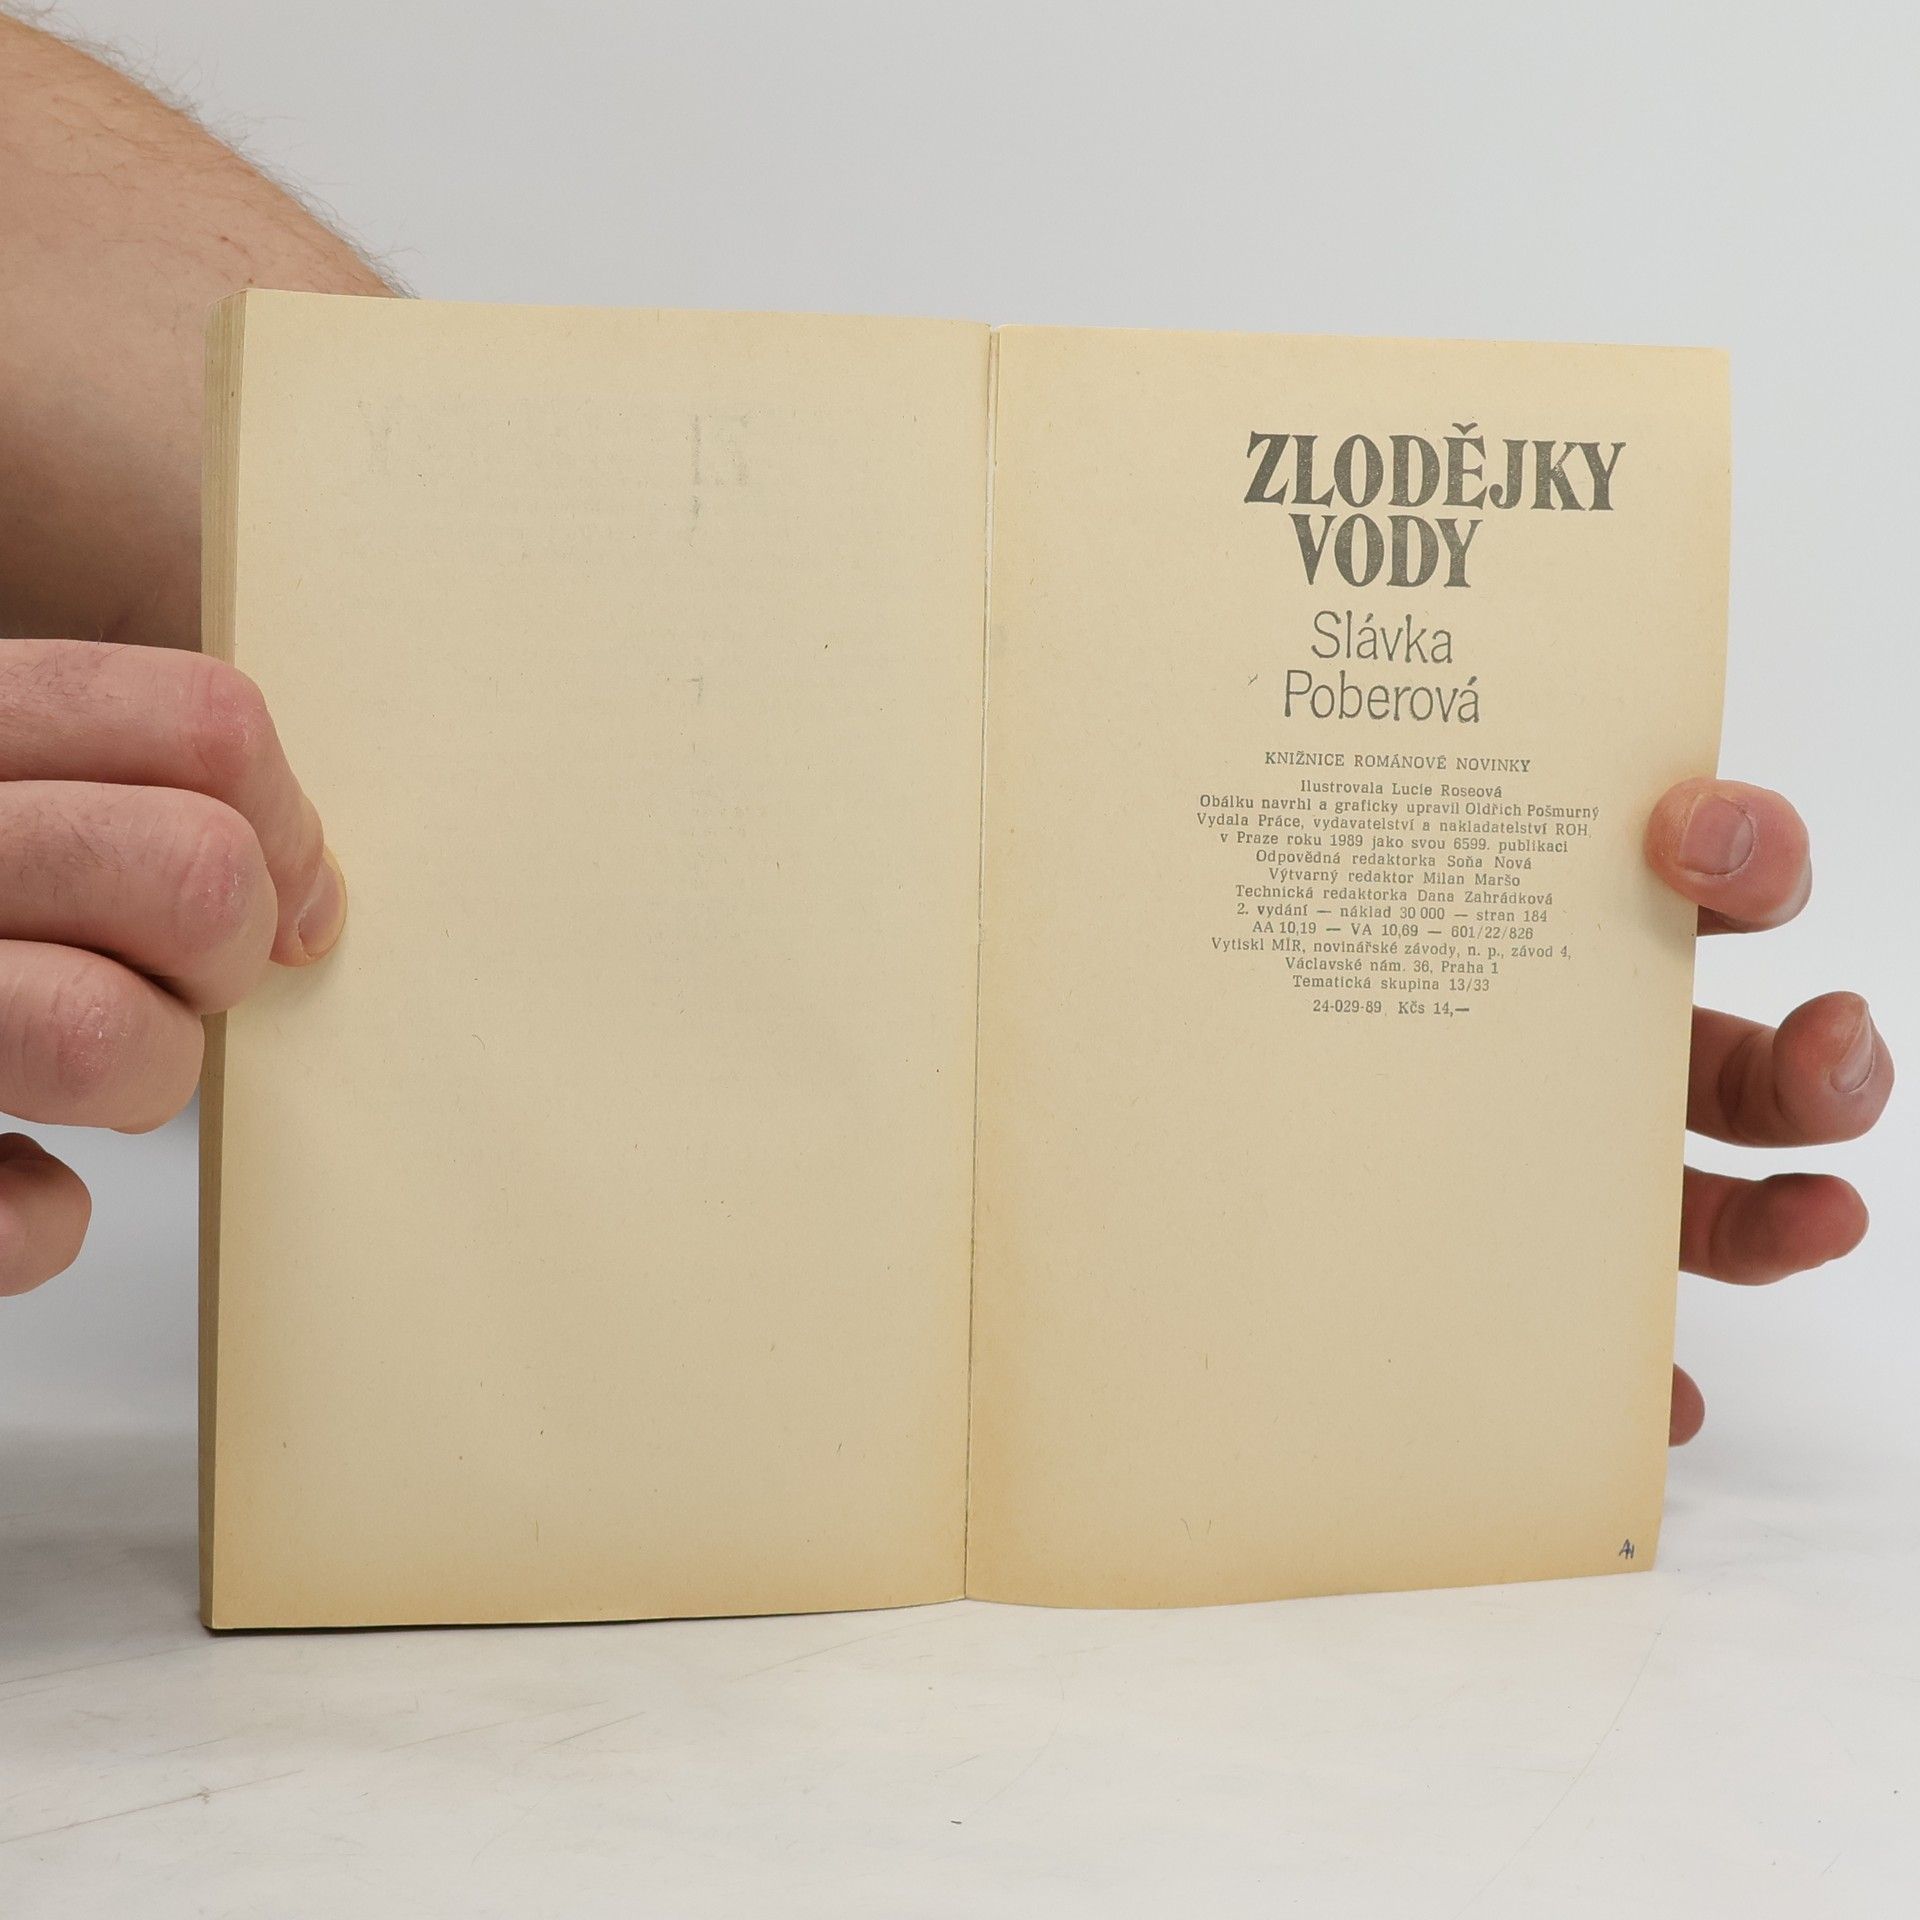 ZLODĚJKY
VODY
Slávka
Poberová
KNIŽNICE ROMÁNOVÉ NOVINKY
Ilustrovala Lucie Roseová
Obálku navrhl a graficky upravil Oldřich Pošmurný
Vydala Práce, vydavatelství a nakladatelství ROH,
v Praze roku 1989 jako svou 6599. publikaci
Odpovědná redaktorka Soňa Nová
Výtvarný redaktor Milan Maršo
Technická redaktorka Dana Zahrádková
2. vydání — náklad 30 000 — stran 184
AA 10,19 — VA 10,69 — 601/22/826
Vytiskl MÍR, novinářské závody, n. p., závod 4,
Václavské nám. 36, Praha 1
Tematická skupina 13/33
24-029-89 Kčs 14,—